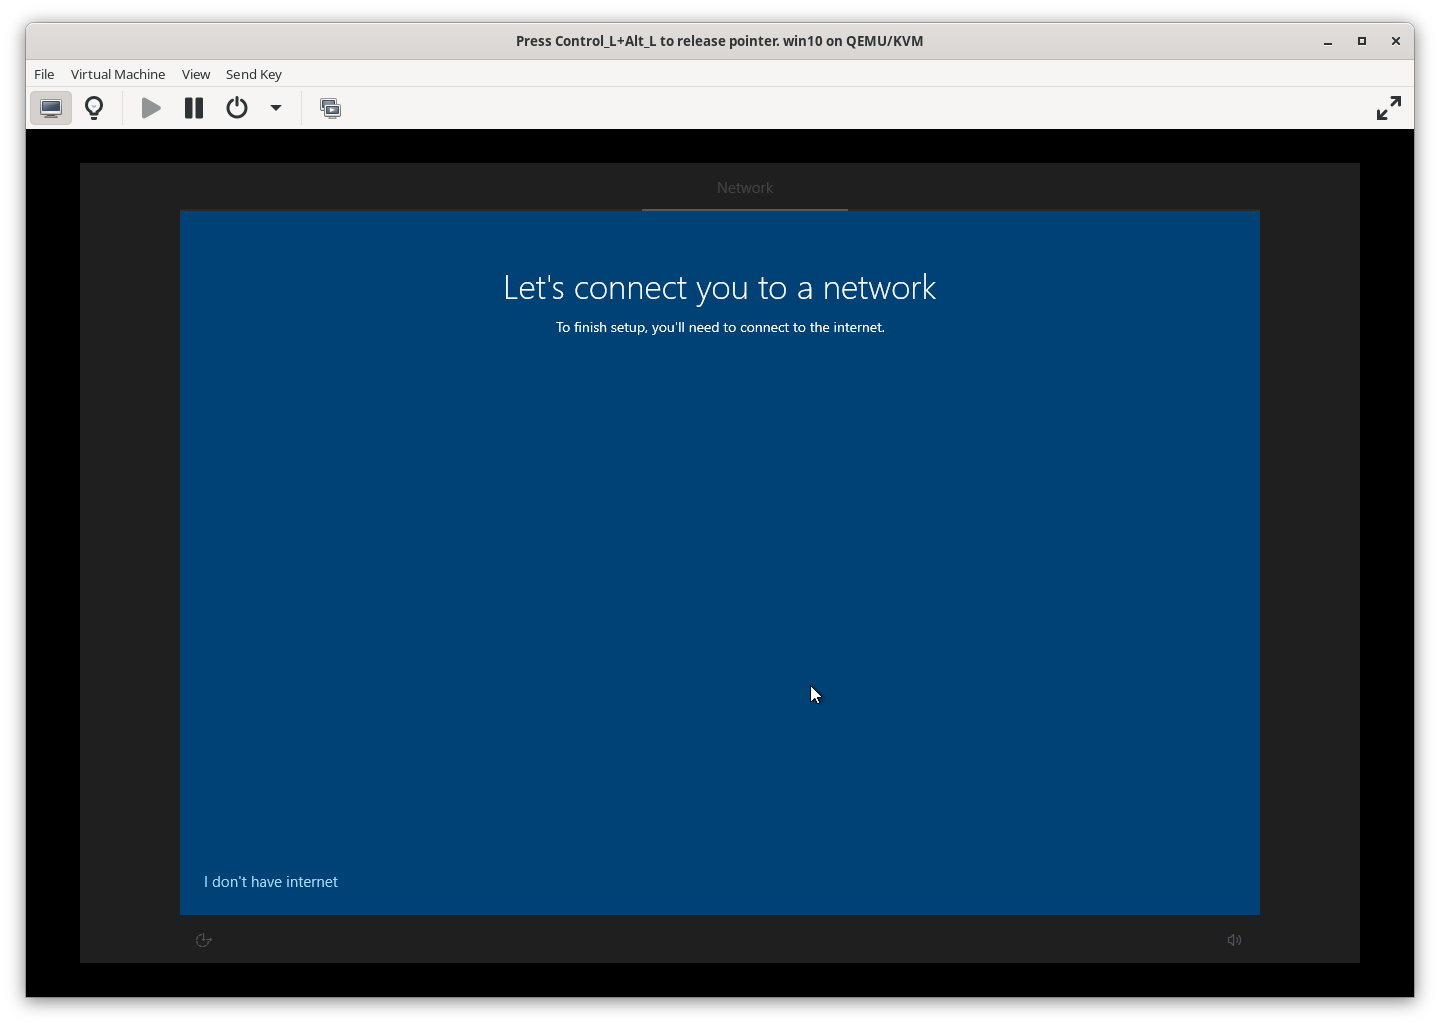 Press Control_L+Alt_L to release pointer. win10 on QEMU/KVM
File Virtual Machine View Send Key
Network
Let's connect you to a network
To finish setup, you'll need to connect to the internet.
I don't have internet